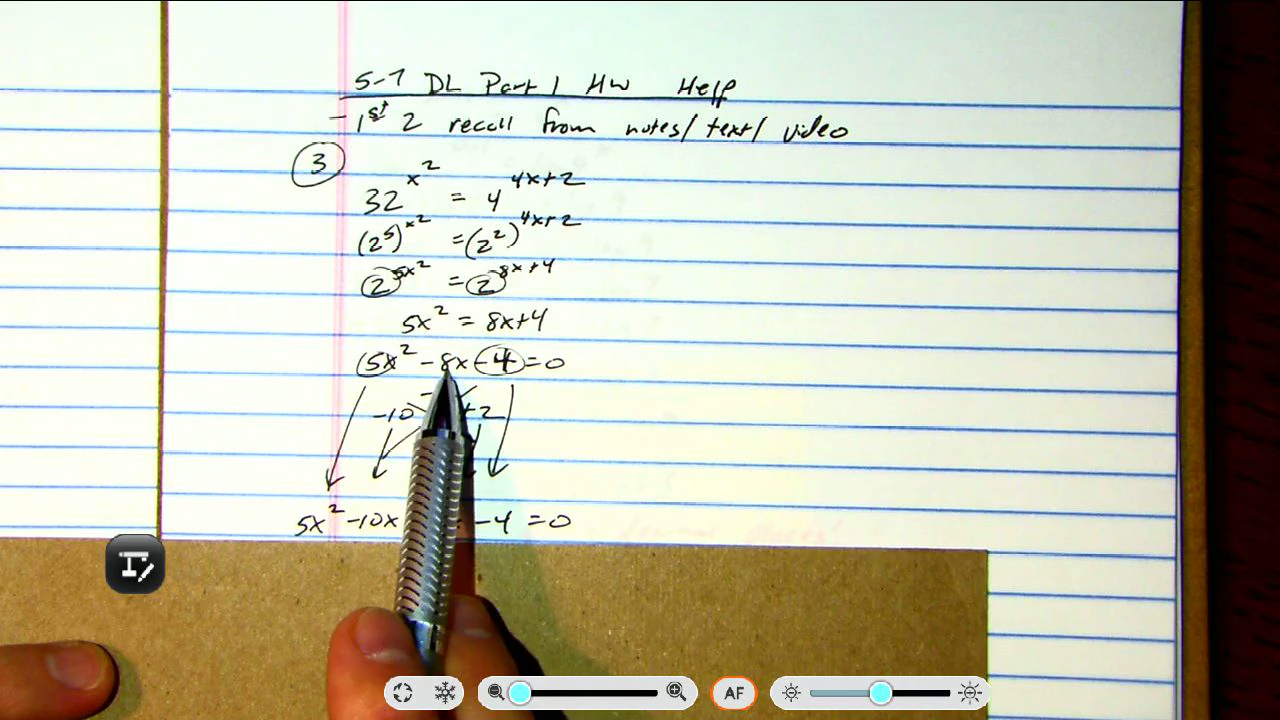 5-7 DL Part 1 HW Help
- 1st 2 recall from notes/text/video
3
32^x^2 = 4^4x+2
(2^5)^x^2 = (2^2)^4x+2
2^5x^2 = 2^8x+4
5x^2 = 8x+4
5x^2 - 8x - 4 = 0
-10 +2
5x^2 -10x -4 = 0
AF